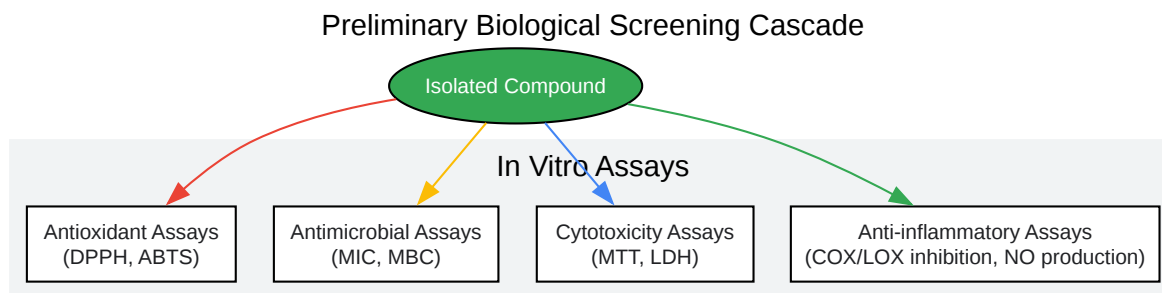 Preliminary Biological Screening Cascade
Isolated Compound
In Vitro Assays
Antioxidant Assays
(DPPH, ABTS)
Antimicrobial Assays
(MIC, MBC)
Cytotoxicity Assays
(MTT, LDH)
Anti-inflammatory Assays
(COX/LOX inhibition, NO production)